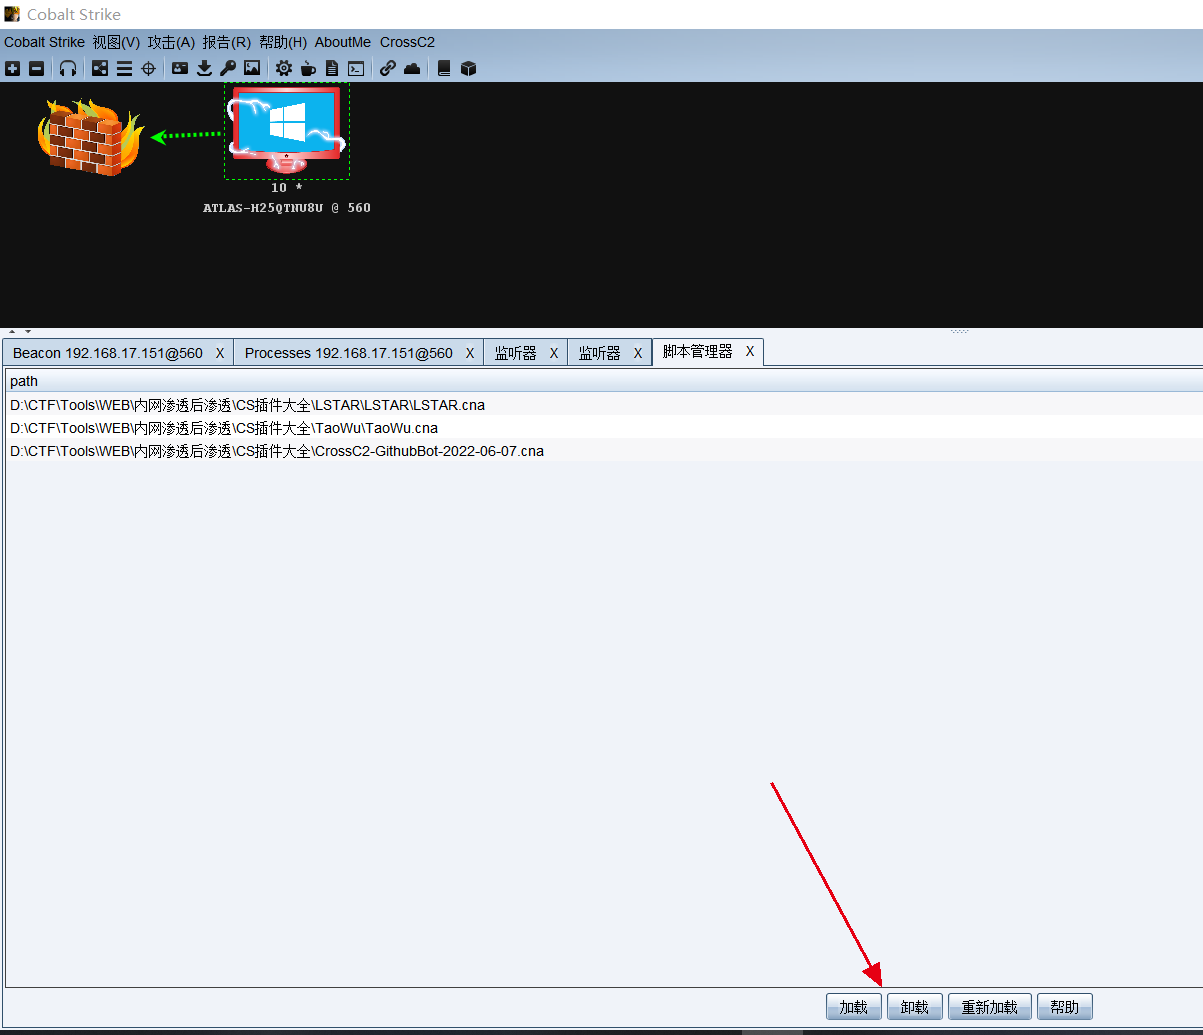 Cobalt Strike
Cobalt Strike 视图(V) 攻击(A) 报告(R) 帮助(H) AboutMe CrossC2
10 *
ATLAS-H25QTNU8U @ 560
Beacon 192.168.17.151@560 X Processes 192.168.17.151@560 X 监听器 X 监听器 X 脚本管理器 X
path
D:\CTF\Tools\WEB\内网渗透后渗透\CS插件大全\LSTAR\LSTAR\LSTAR.cna
D:\CTF\Tools\WEB\内网渗透后渗透\CS插件大全\TaoWu\TaoWu.cna
D:\CTF\Tools\WEB\内网渗透后渗透\CS插件大全\CrossC2-GithubBot-2022-06-07.cna
加载 卸载 重新加载 帮助